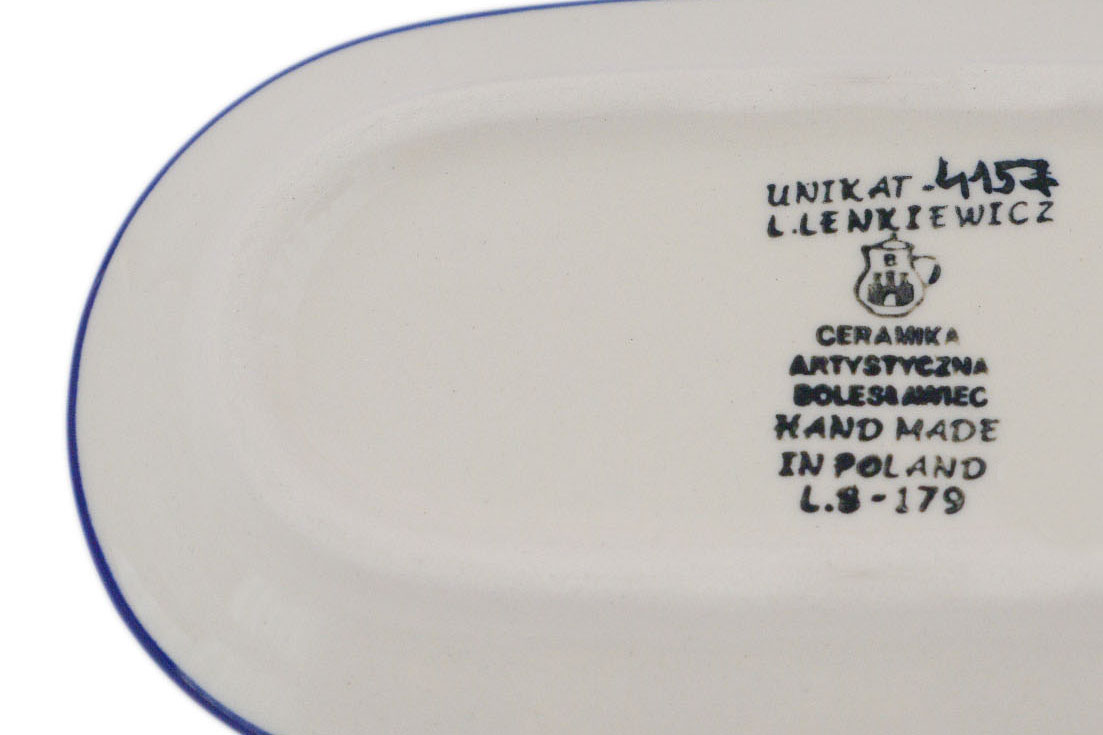 UNIKAT - 4157
L. LENKIEWICZ
B
CERAMIKA
ARTYSTYCZNA
BOLESŁAWIEC
HAND MADE
IN POLAND
L.S-179